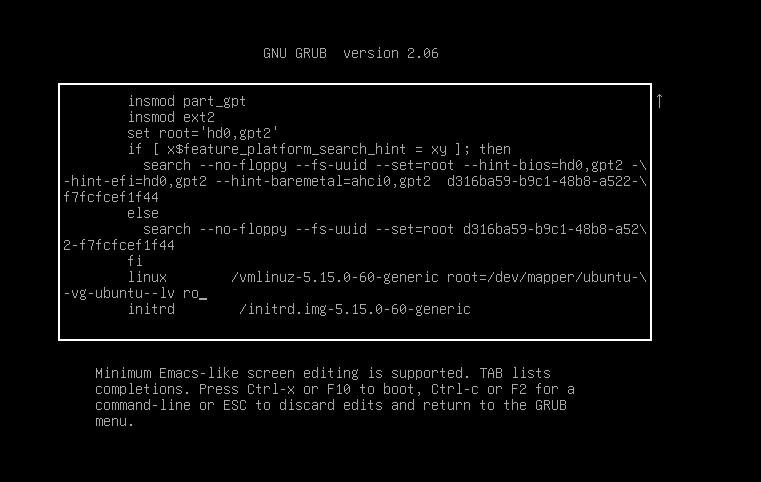 GNU GRUB  version 2.06
↑
insmod part_gpt
insmod ext2
set root='hd0,gpt2'
if [ x$feature_platform_search_hint = xy ]; then
  search --no-floppy --fs-uuid --set=root --hint-bios=hd0,gpt2 -\
-hint-efi=hd0,gpt2 --hint-baremetal=ahci0,gpt2  d316ba59-b9c1-48b8-a522-\
f7fcfcef1f44
else
  search --no-floppy --fs-uuid --set=root d316ba59-b9c1-48b8-a52\
2-f7fcfcef1f44
fi
linux        /vmlinuz-5.15.0-60-generic root=/dev/mapper/ubuntu-\
-vg-ubuntu--lv ro_
initrd        /initrd.img-5.15.0-60-generic
Minimum Emacs-like screen editing is supported. TAB lists
completions. Press Ctrl-x or F10 to boot, Ctrl-c or F2 for a
command-line or ESC to discard edits and return to the GRUB
menu.